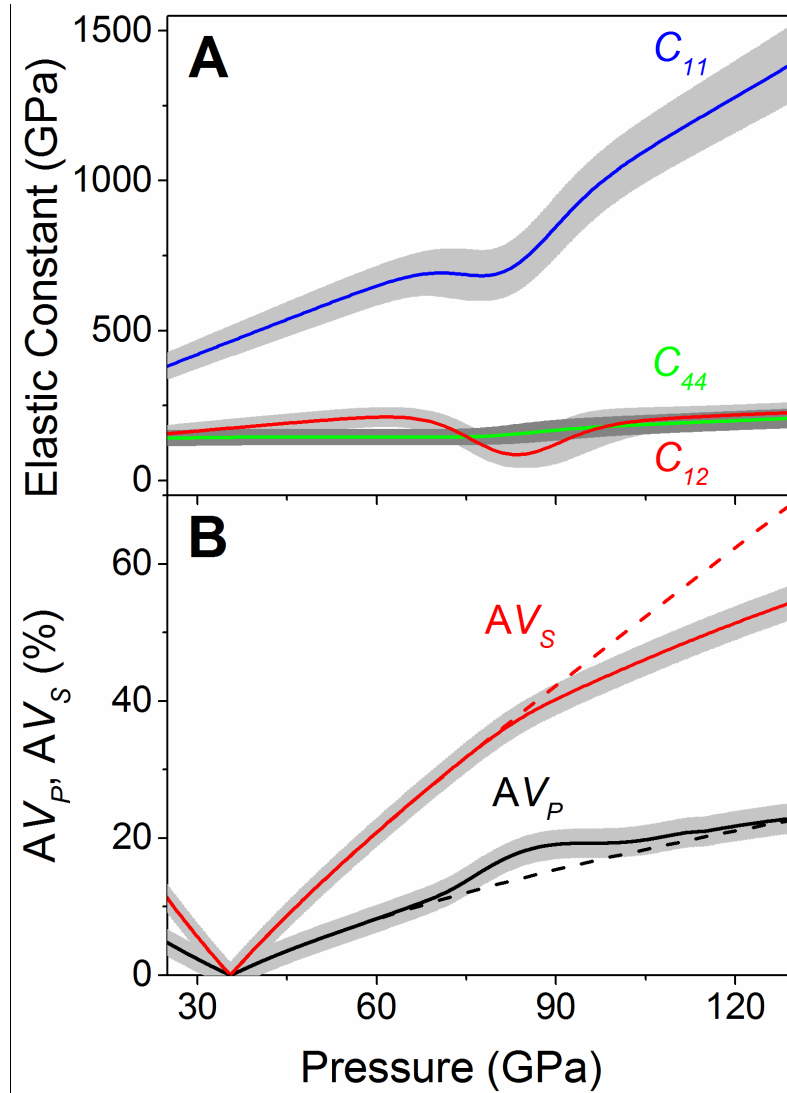 A
Elastic Constant (GPa)
1500
1000
500
0
C11
C44
C12
B
AVP, AVS (%)
60
40
20
0
AVS
AVP
30
60
90
120
Pressure (GPa)